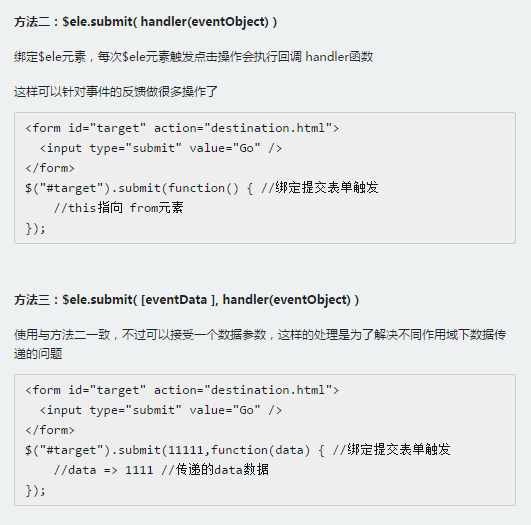 方法二：$ele.submit( handler(eventObject) )
绑定$ele元素，每次$ele元素触发点击操作会执行回调 handler函数
这样可以针对事件的反馈做很多操作了
<form id="target" action="destination.html">
  <input type="submit" value="Go" />
</form>
$("#target").submit(function() { //绑定提交表单触发
    //this指向 from元素
});
方法三：$ele.submit( [eventData ], handler(eventObject) )
使用与方法二一致，不过可以接受一个数据参数，这样的处理是为了解决不同作用域下数据传
递的问题
<form id="target" action="destination.html">
  <input type="submit" value="Go" />
</form>
$("#target").submit(11111,function(data) { //绑定提交表单触发
    //data => 1111 //传递的data数据
});